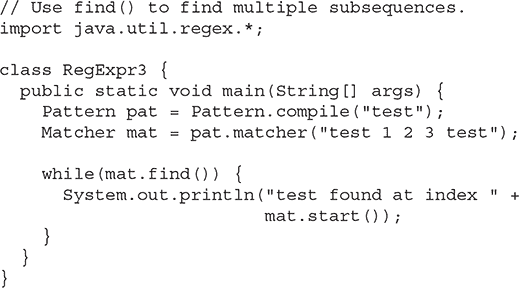 // Use find() to find multiple subsequences.
import java.util.regex.*;

class RegExpr3 {
  public static void main(String[] args) {
    Pattern pat = Pattern.compile("test");
    Matcher mat = pat.matcher("test 1 2 3 test");

    while(mat.find()) {
      System.out.println("test found at index " +
                         mat.start());
    }
  }
}